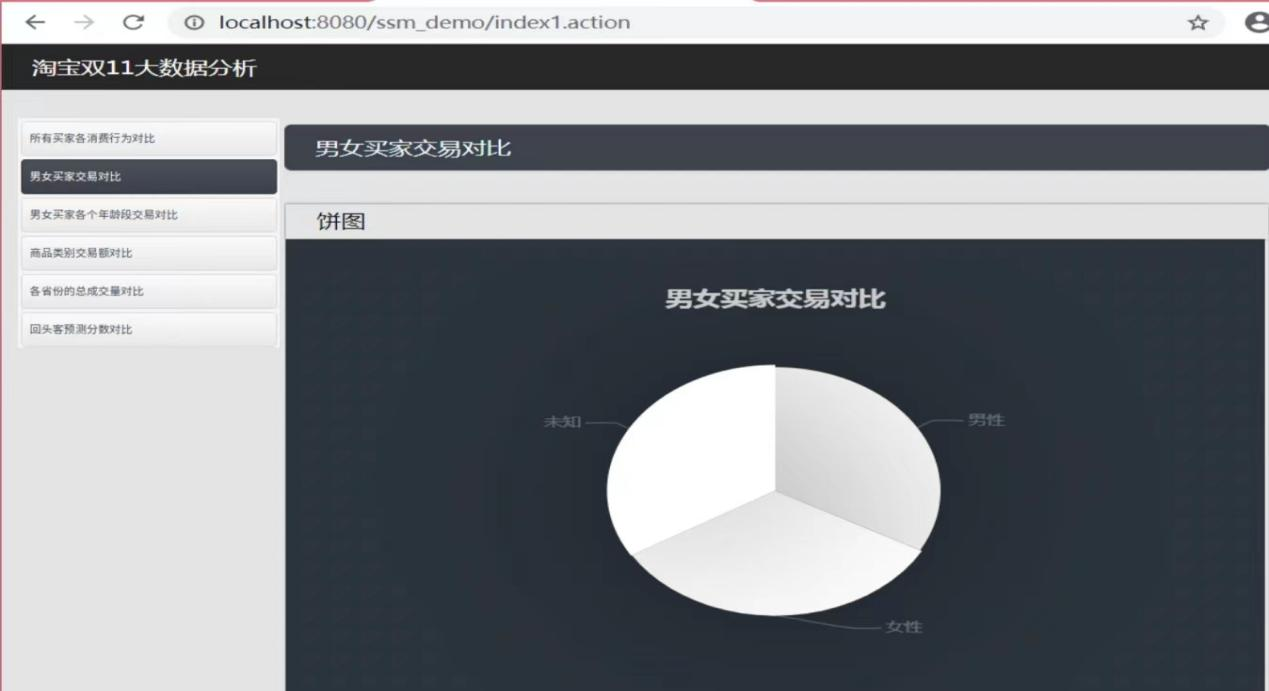 localhost:8080/ssm_demo/index1.action
淘宝双11大数据分析
所有买家各消费行为对比
男女买家交易对比
男女买家各个年龄段交易对比
商品类别交易额对比
各省份的总成交量对比
回头客预测分数对比
男女买家交易对比
饼图
男女买家交易对比
未知
男性
女性